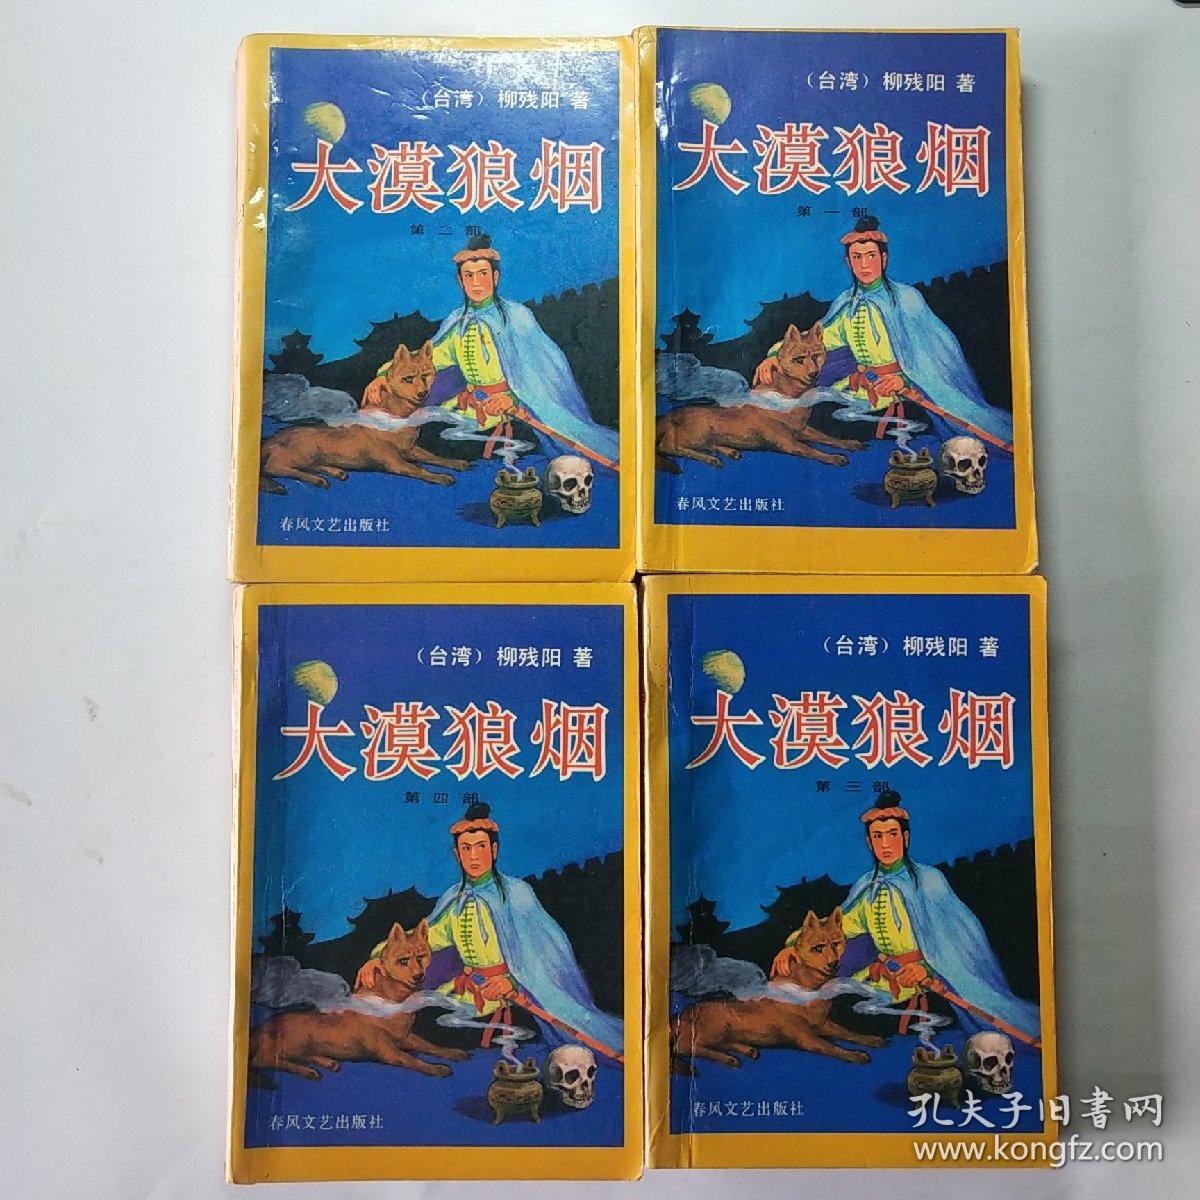 （台湾）柳残阳 著
大漠狼烟
第二部
春风文艺出版社
（台湾）柳残阳 著
大漠狼烟
第一部
春风文艺出版社
（台湾）柳残阳 著
大漠狼烟
第四部
春风文艺出版社
（台湾）柳残阳 著
大漠狼烟
第三部
春风文艺出版社
孔夫子旧書网
www.kongfz.com